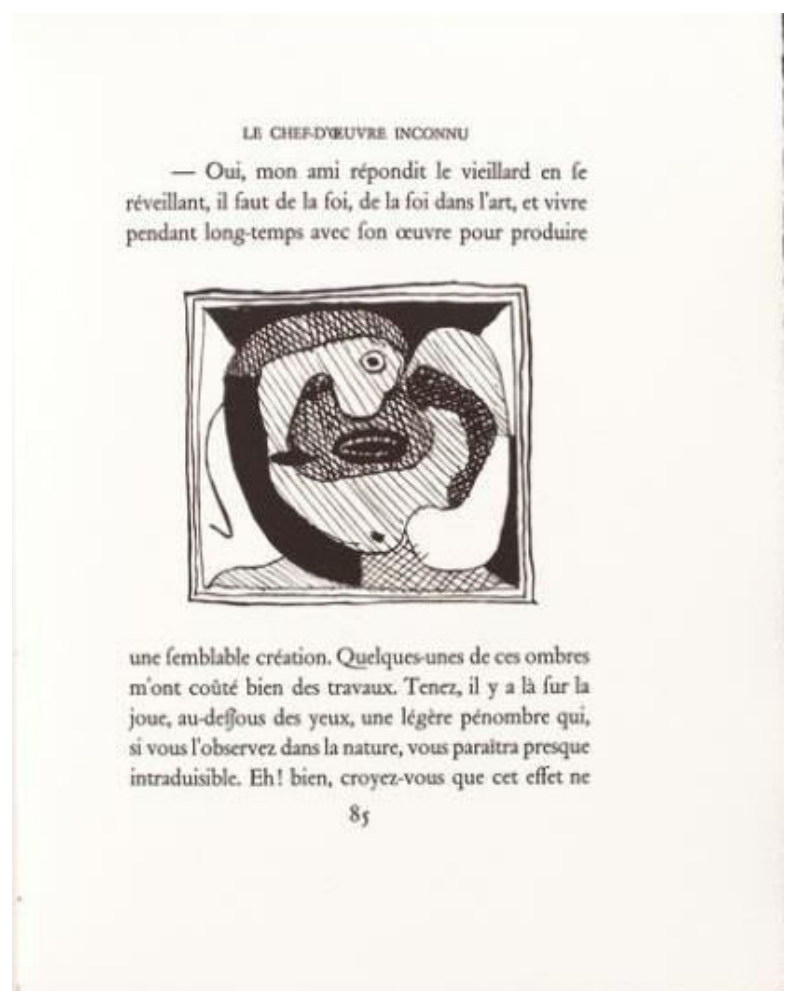 LE CHEF-D'ŒUVRE INCONNU
— Oui, mon ami répondit le vieillard en ſe
réveillant, il faut de la foi, de la foi dans l'art, et vivre
pendant long-temps avec ſon œuvre pour produire
une ſemblable création. Quelques-unes de ces ombres
m'ont coûté bien des travaux. Tenez, il y a là ſur la
joue, au-deſſous des yeux, une légère pénombre qui,
si vous l'observez dans la nature, vous paraîtra presque
intraduisible. Eh! bien, croyez-vous que cet effet ne
85